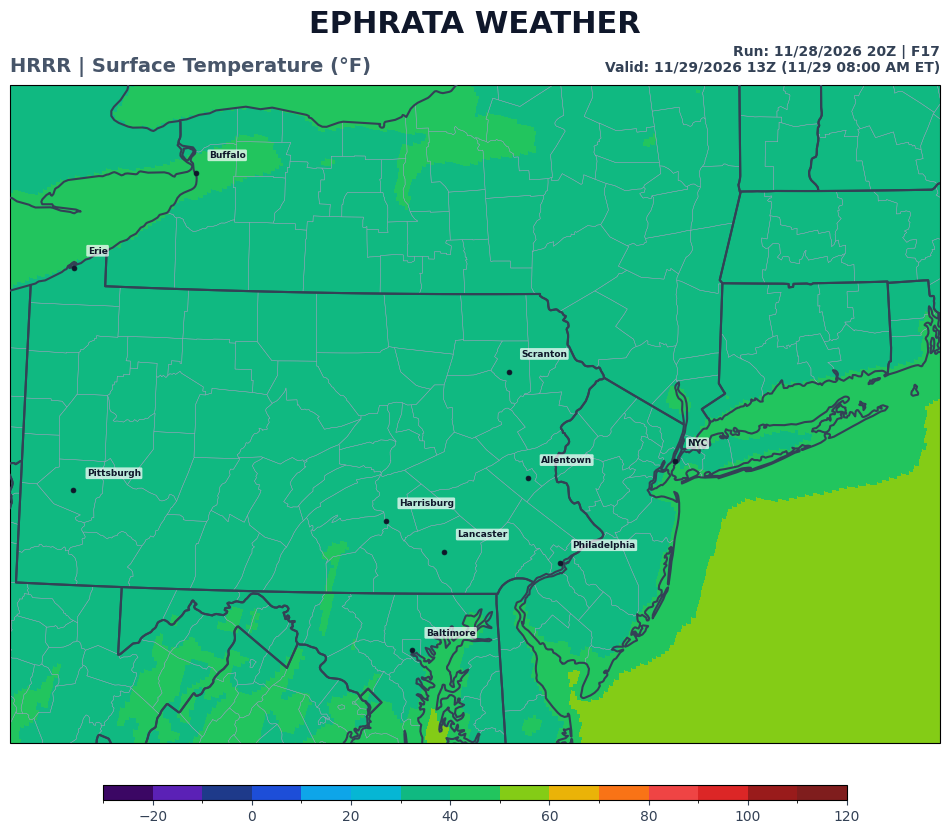 EPHRATA WEATHER
HRRR | Surface Temperature (°F)
Run: 11/28/2026 20Z | F17
Valid: 11/29/2026 13Z (11/29 08:00 AM ET)
Buffalo
Erie
Scranton
NYC
Allentown
Pittsburgh
Harrisburg
Lancaster
Philadelphia
Baltimore
−20 0 20 40 60 80 100 120